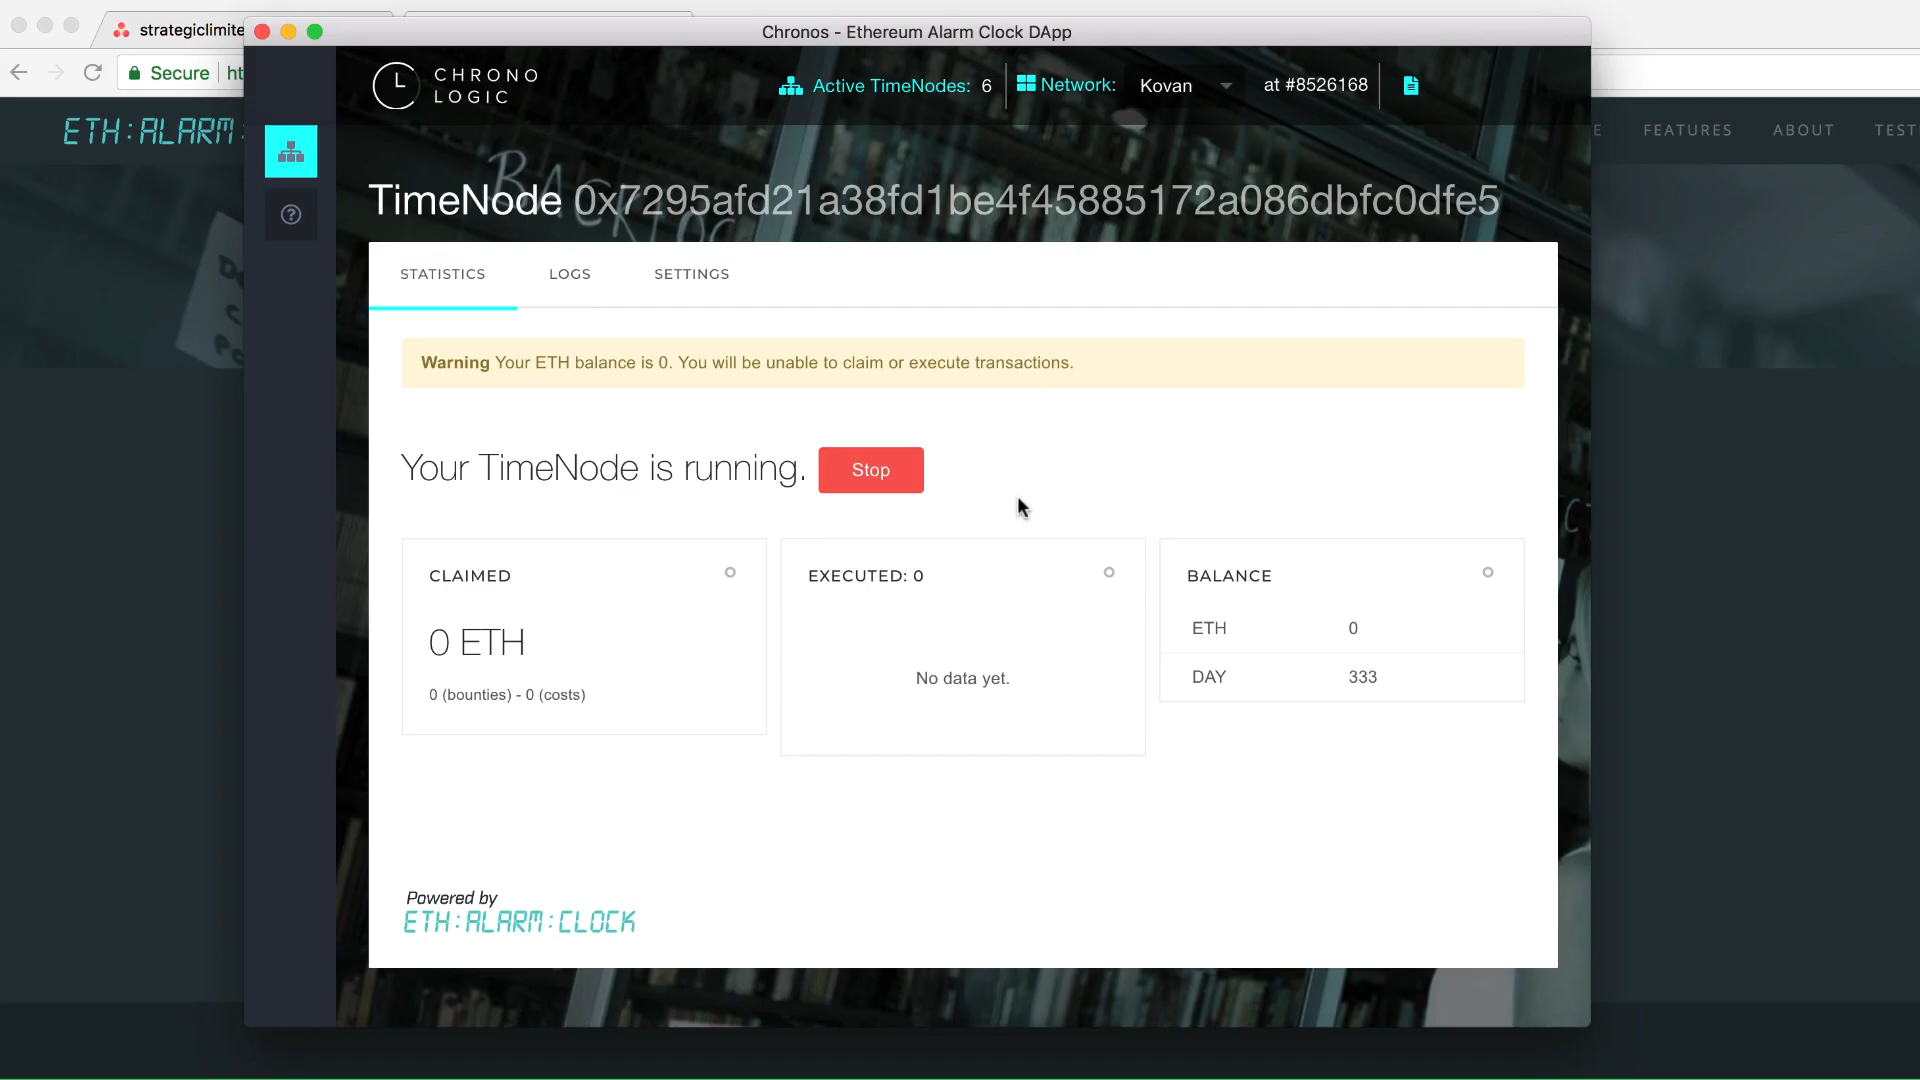 strategiclimite
Chronos - Ethereum Alarm Clock DApp
Secure
ht
CHRONO
LOGIC
Active TimeNodes: 6
Network: Kovan
at #8526168
ETH:ALARM:
E
FEATURES
ABOUT
TEST
TimeNode 0x7295afd21a38fd1be4f45885172a086dbfc0dfe5
STATISTICS
LOGS
SETTINGS
Warning Your ETH balance is 0. You will be unable to claim or execute transactions.
Your TimeNode is running.
Stop
CLAIMED
0 ETH
0 (bounties) - 0 (costs)
EXECUTED: 0
No data yet.
BALANCE
ETH 0
DAY 333
Powered by
ETH:ALARM:CLOCK